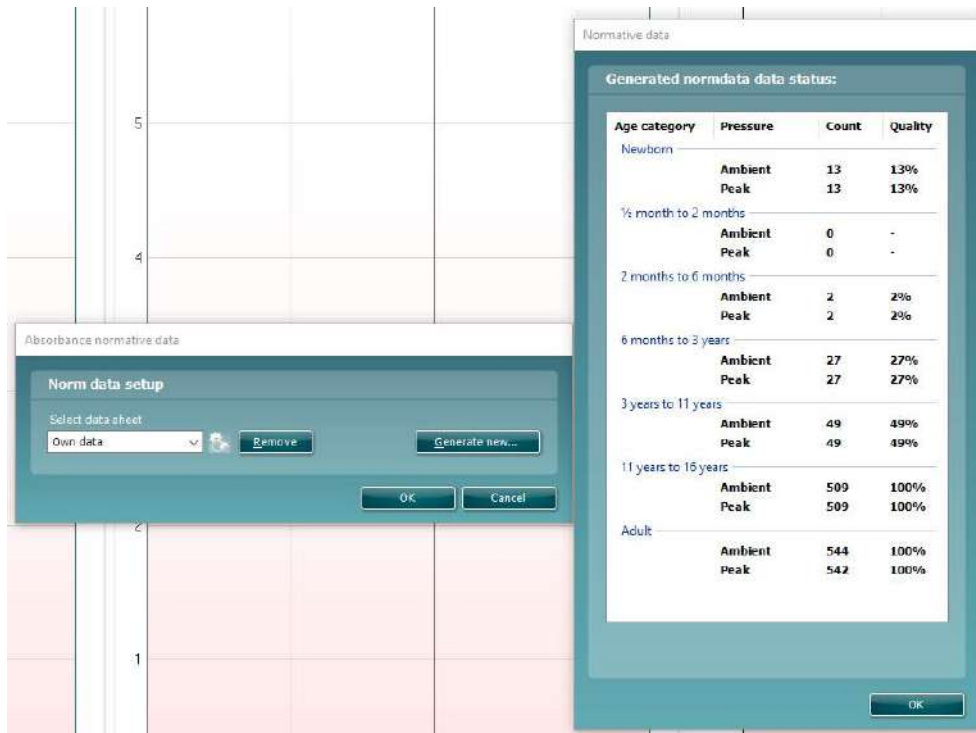 5
4
2
1
Absorbance normative data
Norm data setup
Select data sheet
Own data
Remove
Generate new...
OK
Cancel
Normative data
Generated normdata data status:
Age category Pressure Count Quality
Newborn
Ambient 13 13%
Peak 13 13%
½ month to 2 months
Ambient 0 -
Peak 0 -
2 months to 6 months
Ambient 2 2%
Peak 2 2%
6 months to 3 years
Ambient 27 27%
Peak 27 27%
3 years to 11 years
Ambient 49 49%
Peak 49 49%
11 years to 16 years
Ambient 509 100%
Peak 509 100%
Adult
Ambient 544 100%
Peak 542 100%
OK